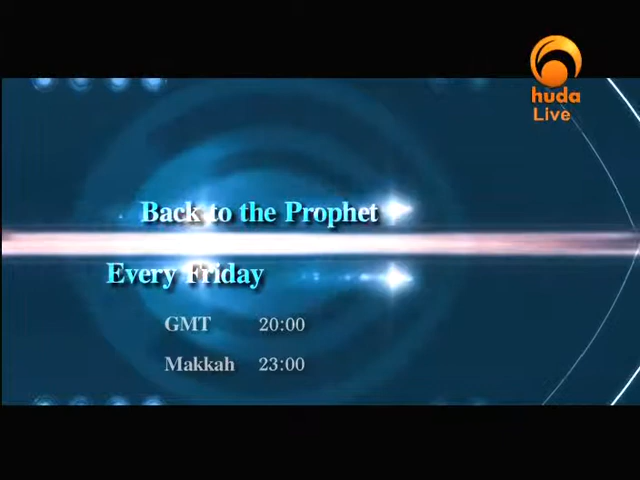 huda
Live
Back to the Prophet
Every Friday
GMT 20:00
Makkah 23:00